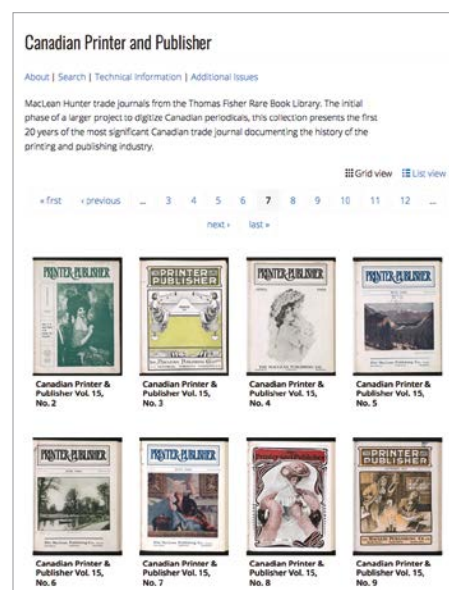 Canadian Printer and Publisher
About | Search | Technical Information | Additional Issues
MacLean Hunter trade journals from the Thomas Fisher Rare Book Library. The initial
phase of a larger project to digitize Canadian periodicals, this collection presents the first
20 years of the most significant Canadian trade journal documenting the history of the
printing and publishing industry.
Grid view List view
« first ‹ previous ... 3 4 5 6 7 8 9 10 11 12 ...
next › last »
PRINTER & PUBLISHER
PRINTER AND PUBLISHER
PRINTER & PUBLISHER
PRINTER & PUBLISHER
Canadian Printer &
Publisher Vol. 15,
No. 2
Canadian Printer &
Publisher Vol. 15,
No. 3
Canadian Printer &
Publisher Vol. 15,
No. 4
Canadian Printer &
Publisher Vol. 15,
No. 5
PRINTER & PUBLISHER
PRINTER & PUBLISHER
Printer and Publisher
PRINTER AND PUBLISHER
Canadian Printer &
Publisher Vol. 15,
No. 6
Canadian Printer &
Publisher Vol. 15,
No. 7
Canadian Printer &
Publisher Vol. 15,
No. 8
Canadian Printer &
Publisher Vol. 15,
No. 9